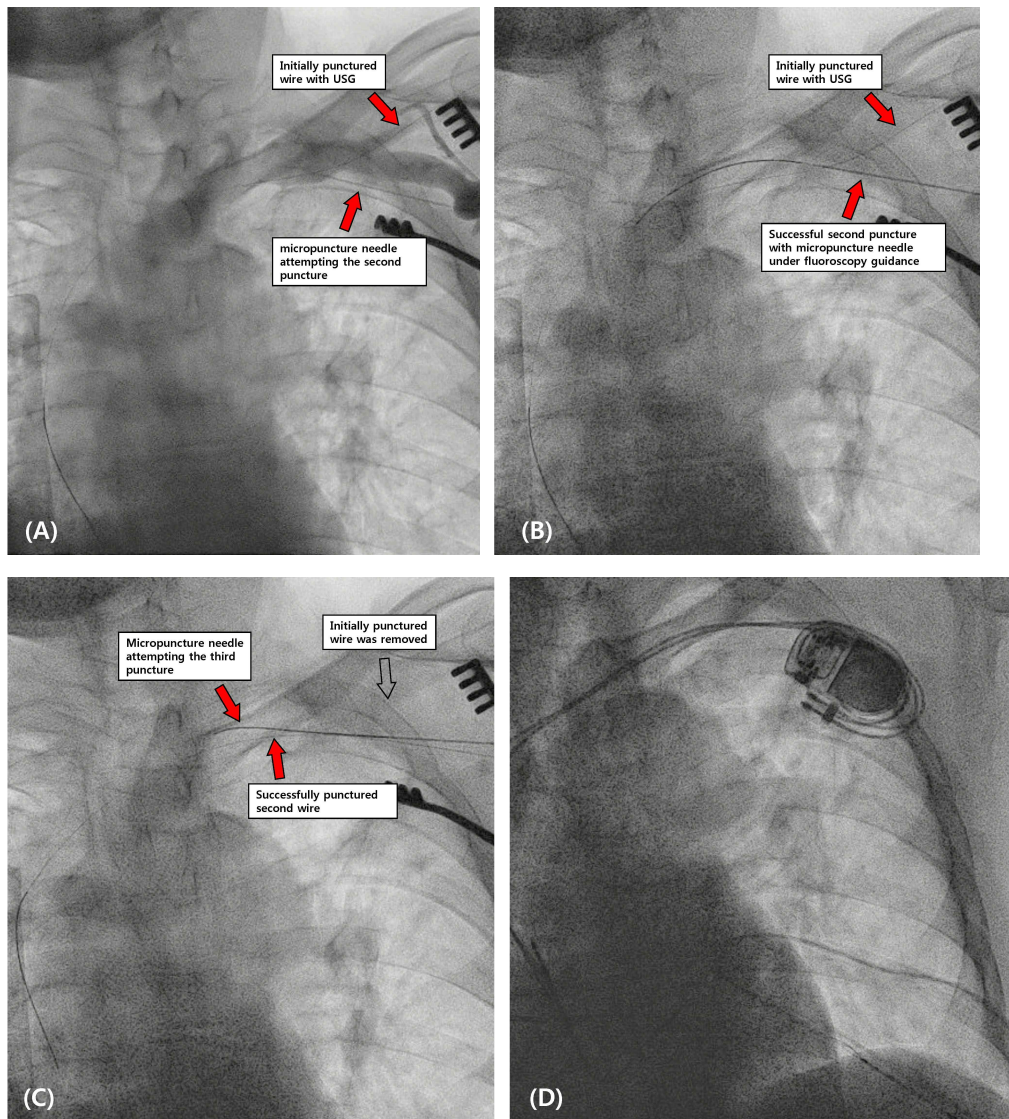 Initially punctured
wire with USG
micropuncture needle
attempting the second
puncture
(A)
Initially punctured
wire with USG
Successful second puncture
with micropuncture needle
under fluoroscopy guidance
(B)
Micropuncture needle
attempting the third
puncture
Initially punctured
wire was removed
Successfully punctured
second wire
(C)
(D)